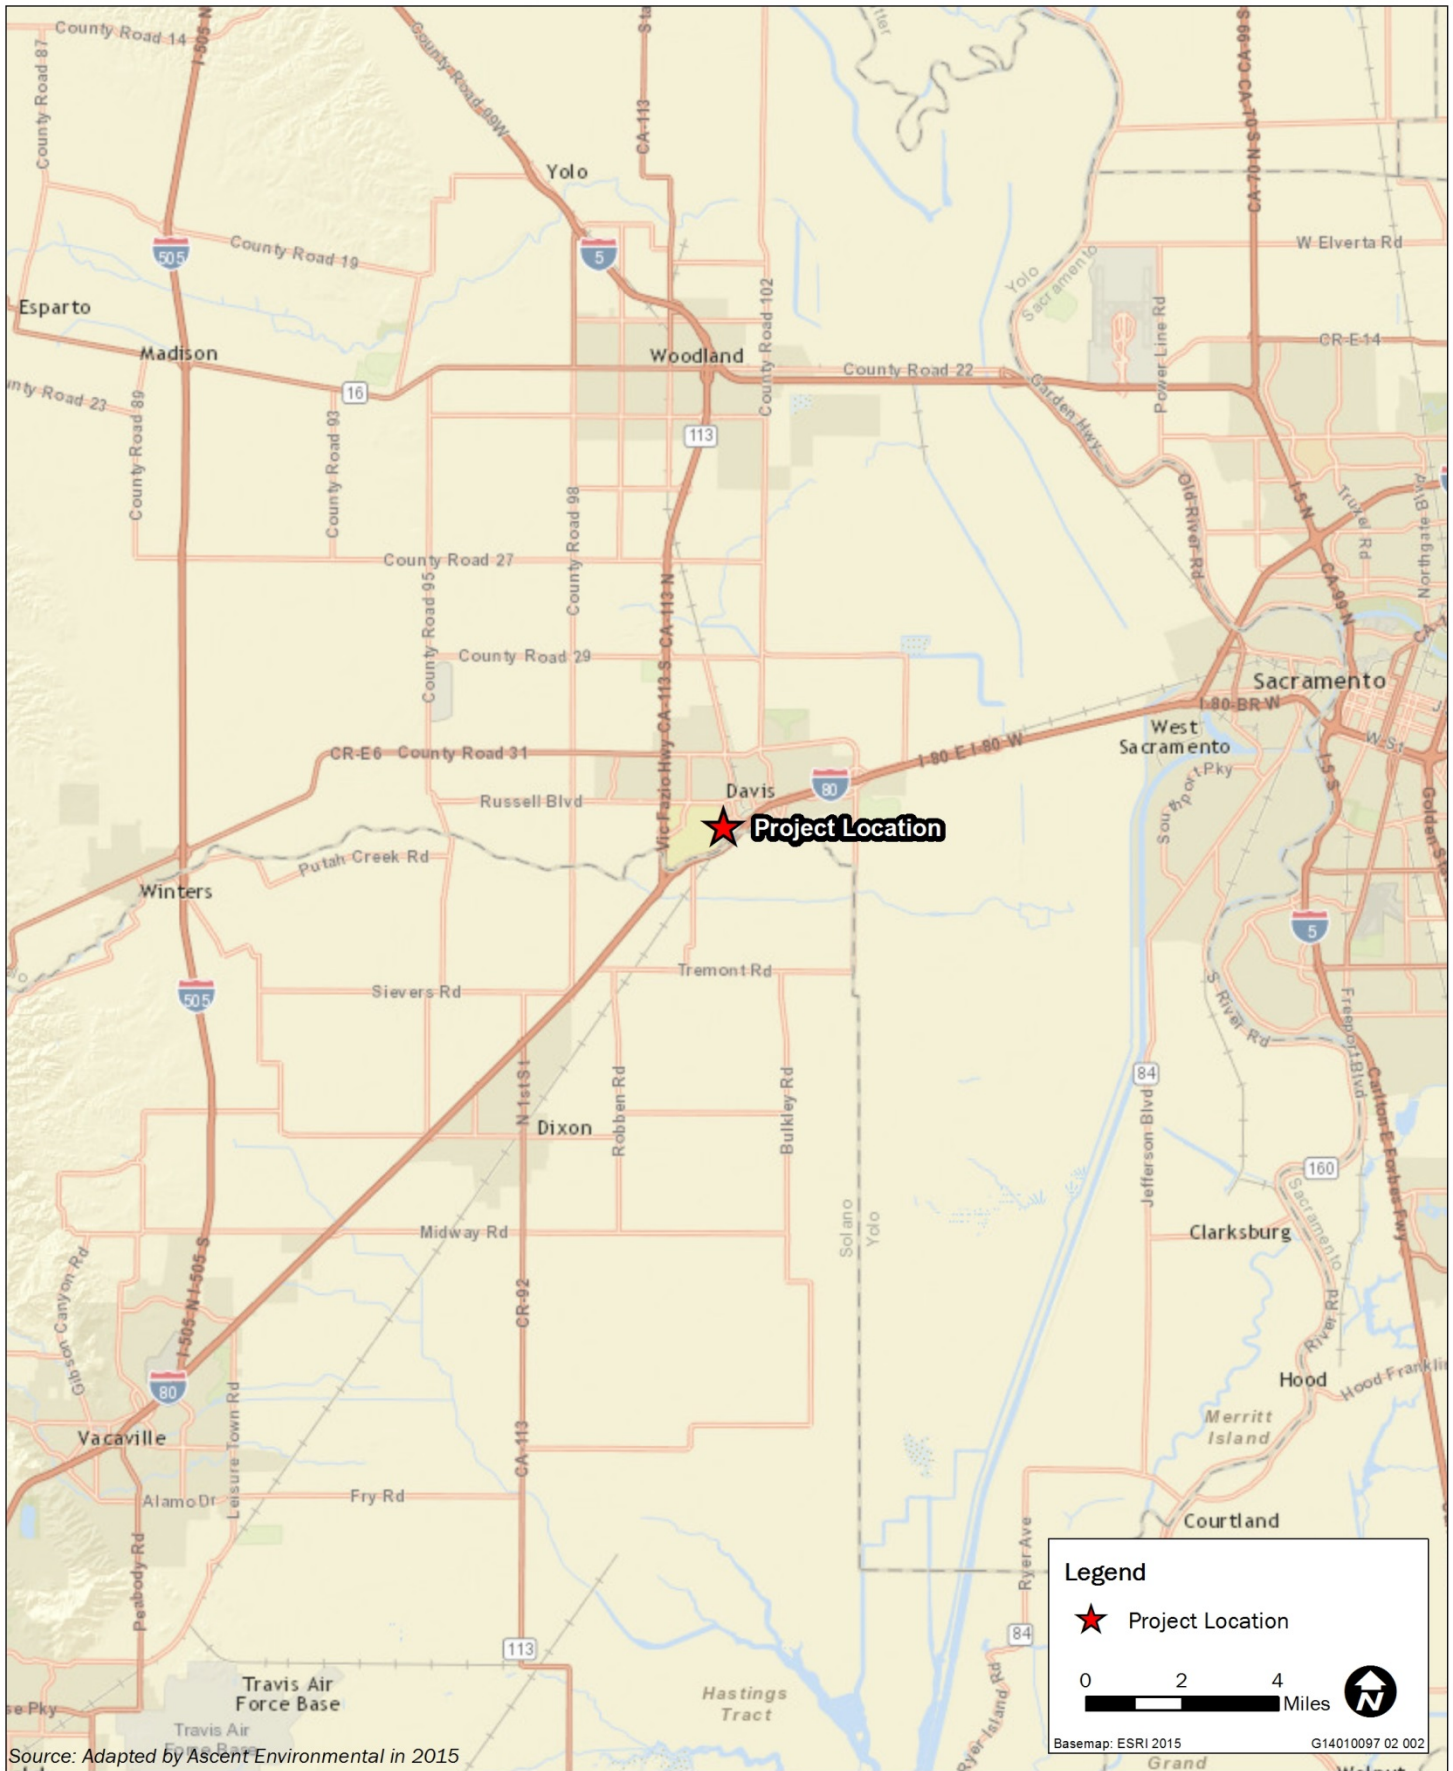 County Road 14
I-505 N
County Road 87
County Road 99W
CA-113
CA-70 N
Yolo
5
505
County Road 19
W Elverta Rd
Yolo
Sacramento
Esparto
Madison
Woodland
County Road 102
County Road 22
Power Line Rd
CR-E14
16
County Road 89
County Road 93
113
Garden Hwy
Old River Rd
I-5 N
Truxel Rd
Northgate Blvd
County Road 98
County Road 27
County Road 95
CA-99 N
Vic Fazio Hwy CA-113 S CA-113 N
County Road 29
Sacramento
I-80-BR W
West
Sacramento
W St
CR-E6 County Road 31
I-80 E I-80 W
Southport Pky
I-5 S
Davis
80
Russell Blvd
Project Location
Putah Creek Rd
Winters
5
Tremont Rd
Sievers Rd
505
S River Rd
Freeport Blvd
84
Jefferson Blvd
Carlton E Forbes Fwy
N 1st St
Dixon
Robben Rd
Bulkley Rd
160
Sacramento
Solano
Yolo
Clarksburg
Midway Rd
Gibson Canyon Rd
I-505 N I-505 S
CR-92
River Rd
Hood
Merritt
Island
80
Vacaville
Leisure Town Rd
CA-113
Alamo Dr
Fry Rd
Courtland
Peabody Rd
Ryer Ave
84
113
Travis Air
Force Base
Travis Air
Force Base
Hastings
Tract
Ryer Island Rd
Grand
Legend
Project Location
0 2 4
Miles
N
Basemap: ESRI 2015
G14010097 02 002
Source: Adapted by Ascent Environmental in 2015